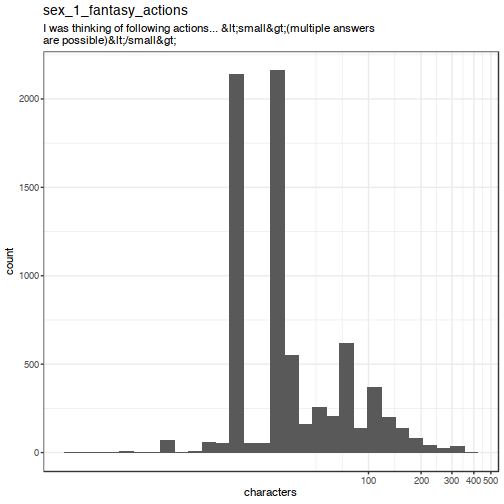 sex_1_fantasy_actions
I was thinking of following actions... &lt;small&gt;(multiple answers
are possible)&lt;/small&gt;
2000
1500
1000
500
0
count
100
200
300
400
500
characters